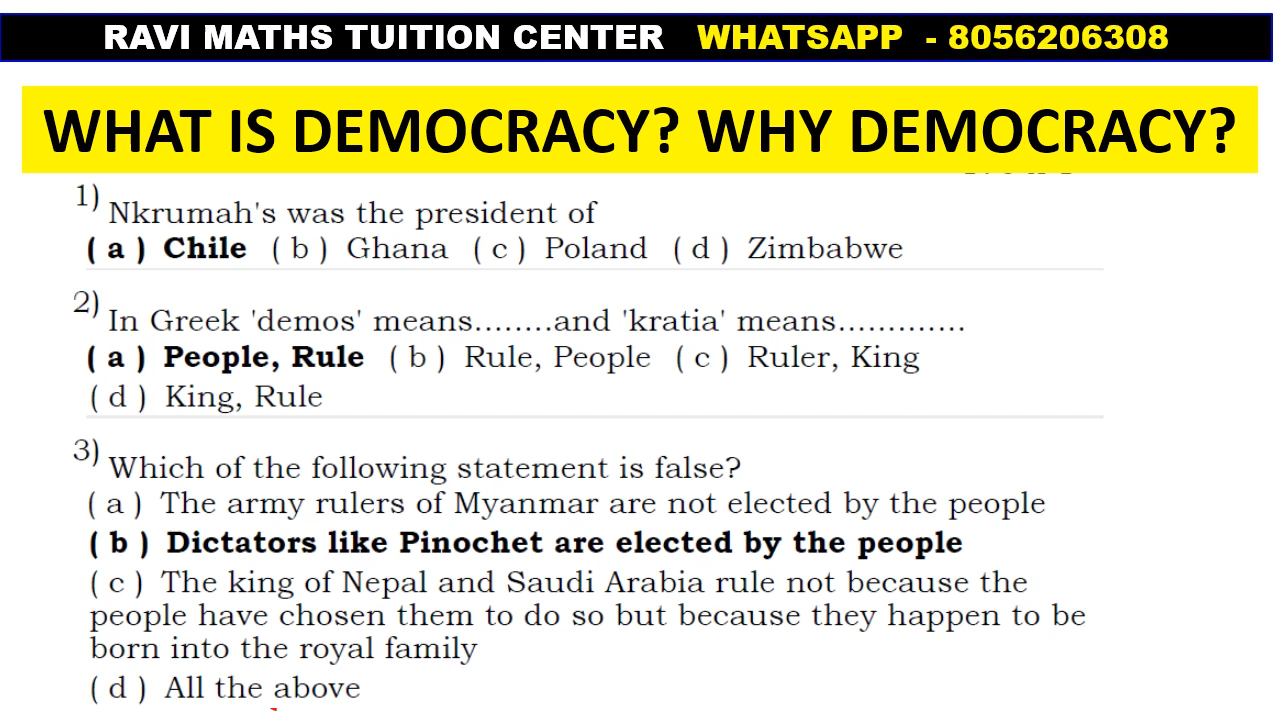 RAVI MATHS TUITION CENTER WHATSAPP - 8056206308
WHAT IS DEMOCRACY? WHY DEMOCRACY?
1) Nkrumah's was the president of
( a ) Chile ( b ) Ghana ( c ) Poland ( d ) Zimbabwe
2) In Greek 'demos' means........and 'kratia' means.............
( a ) People, Rule ( b ) Rule, People ( c ) Ruler, King
( d ) King, Rule
3) Which of the following statement is false?
( a ) The army rulers of Myanmar are not elected by the people
( b ) Dictators like Pinochet are elected by the people
( c ) The king of Nepal and Saudi Arabia rule not because the
people have chosen them to do so but because they happen to be
born into the royal family
( d ) All the above